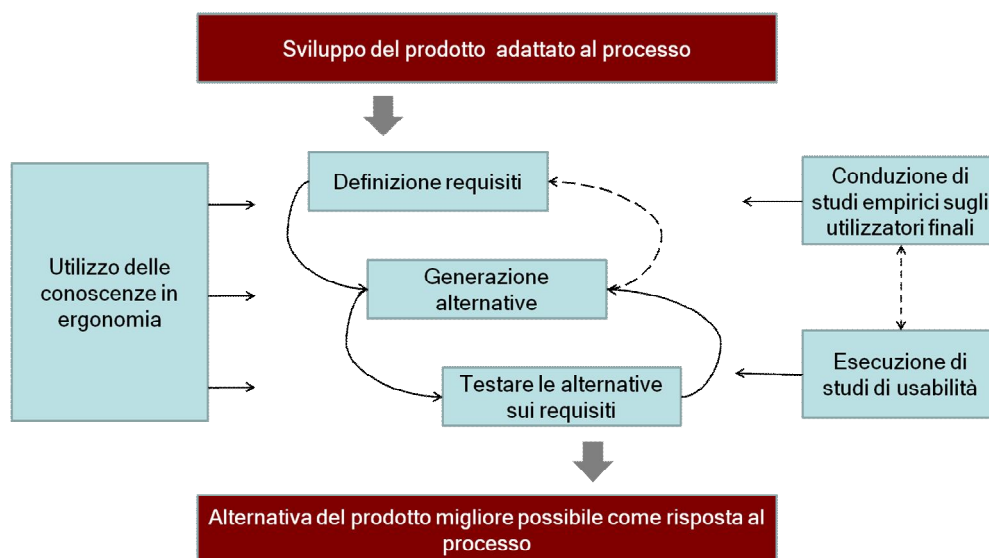 Sviluppo del prodotto adattato al processo
Definizione requisiti
Conduzione di
studi empirici sugli
utilizzatori finali
Utilizzo delle
conoscenze in
ergonomia
Generazione
alternative
Testare le alternative
sui requisiti
Esecuzione di
studi di usabilità
Alternativa del prodotto migliore possibile come risposta al
processo